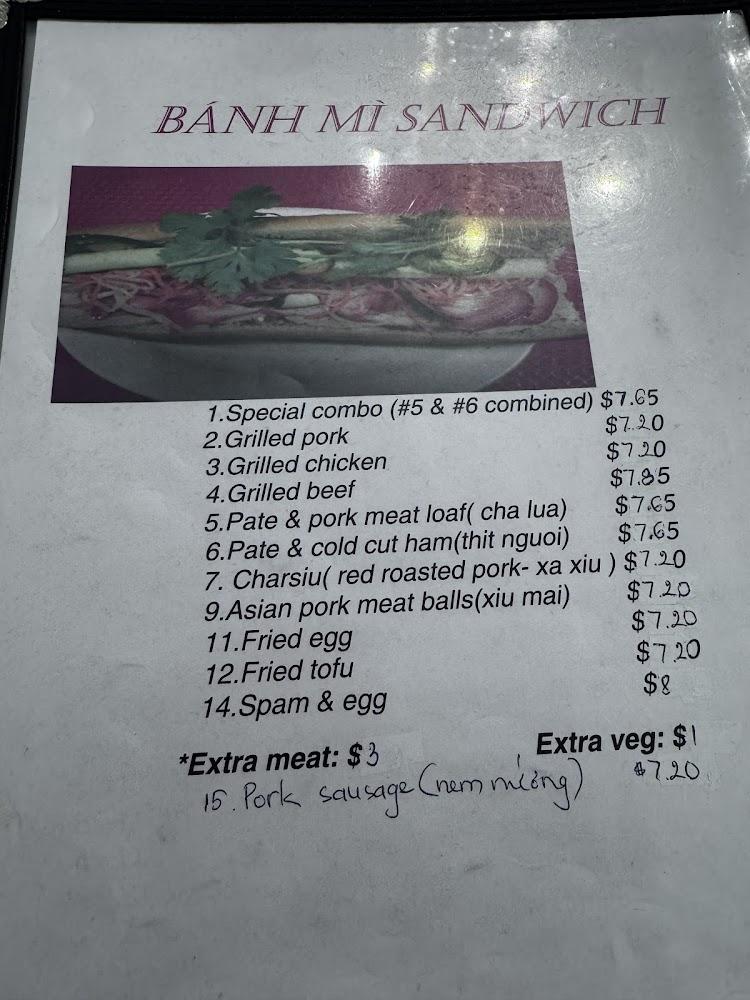 BÁNH MÌ SANDWICH
1.Special combo (#5 & #6 combined) $7.65
2.Grilled pork $7.20
3.Grilled chicken $7.20
4.Grilled beef $7.85
5.Pate & pork meat loaf( cha lua) $7.65
6.Pate & cold cut ham(thit nguoi) $7.65
7. Charsiu( red roasted pork- xa xiu ) $7.20
9.Asian pork meat balls(xiu mai) $7.20
11.Fried egg $7.20
12.Fried tofu $7.20
14.Spam & egg $8
*Extra meat: $3 Extra veg: $1
15. Pork sausage (nem nướng) $7.20